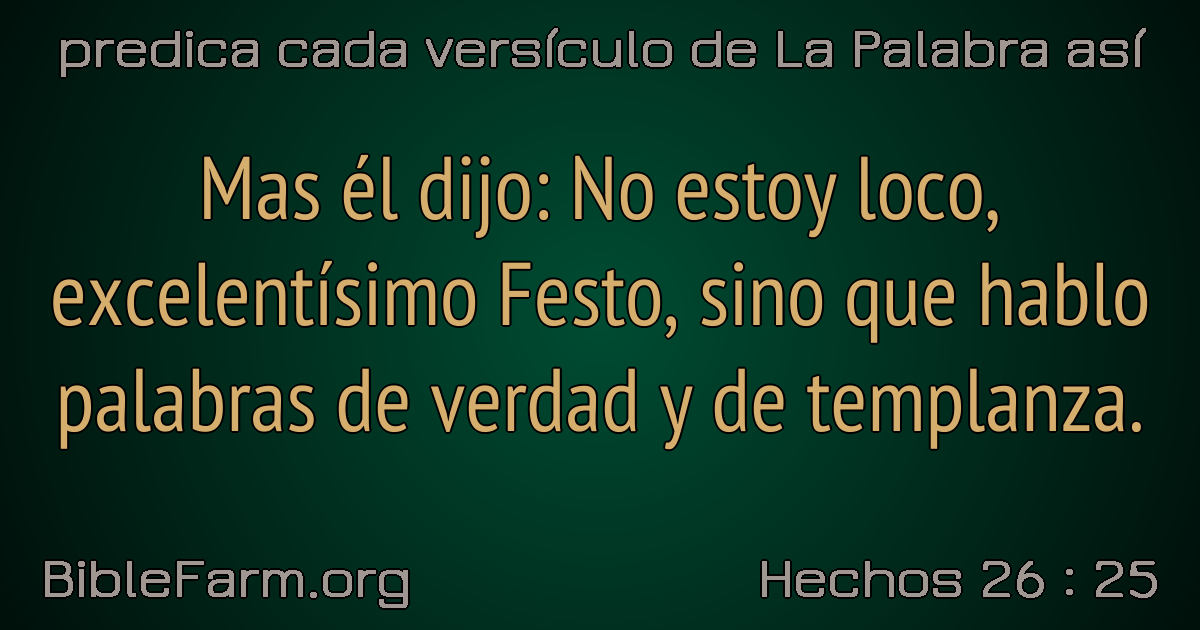 predica cada versículo de La Palabra así
Mas él dijo: No estoy loco,
excelentísimo Festo, sino que hablo
palabras de verdad y de templanza.
BibleFarm.org
Hechos 26 : 25